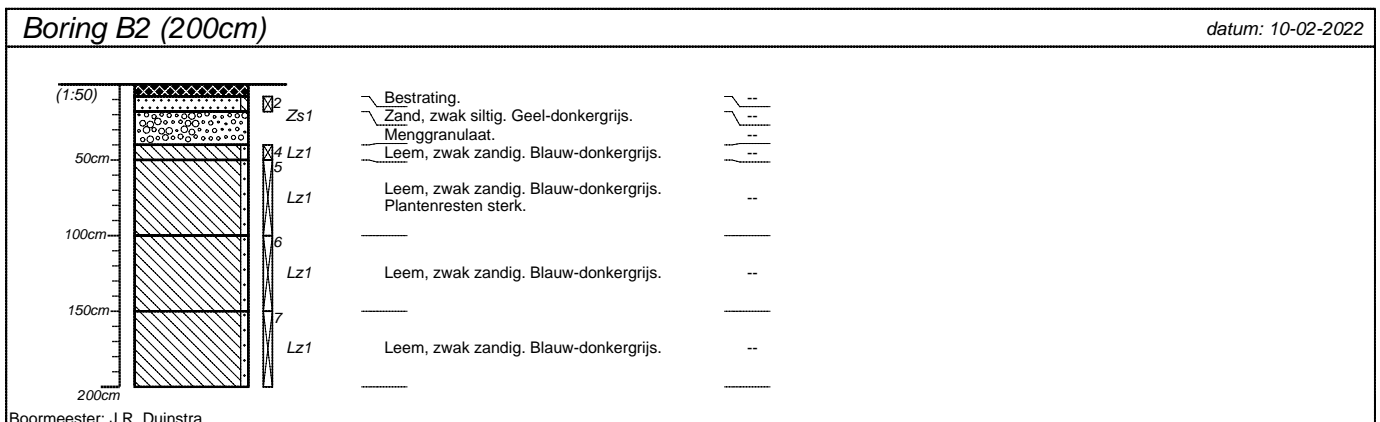 Boring B2 (200cm)
datum: 10-02-2022
(1:50)
2
Bestrating.
--
Zs1
Zand, zwak siltig. Geel-donkergrijs.
--
Menggranulaat.
--
50cm
4 Lz1
Leem, zwak zandig. Blauw-donkergrijs.
--
5
Lz1
Leem, zwak zandig. Blauw-donkergrijs.
Plantenresten sterk.
--
100cm
6
Lz1
Leem, zwak zandig. Blauw-donkergrijs.
--
150cm
7
Lz1
Leem, zwak zandig. Blauw-donkergrijs.
--
200cm
Boormeester: J.R. Duinstra